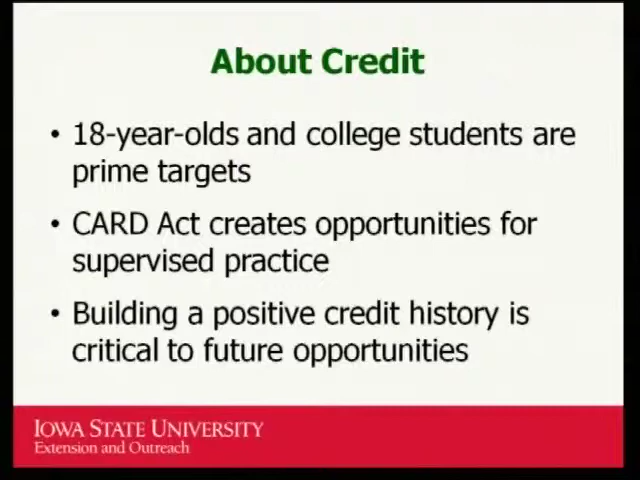 About Credit
• 18-year-olds and college students are
prime targets
• CARD Act creates opportunities for
supervised practice
• Building a positive credit history is
critical to future opportunities
IOWA STATE UNIVERSITY
Extension and Outreach